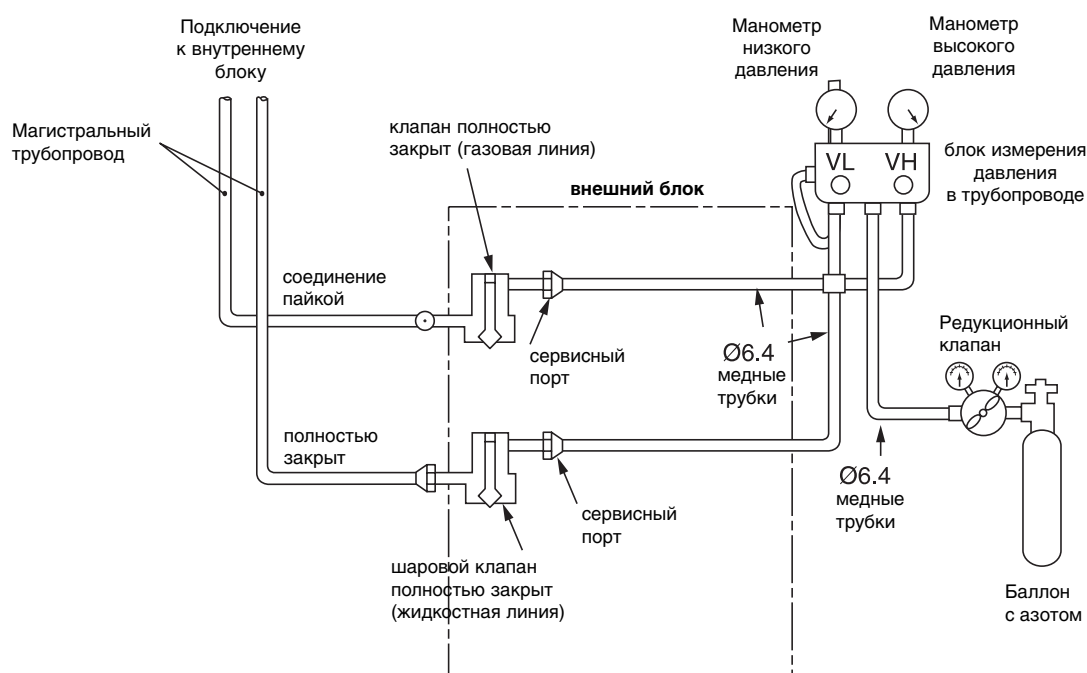 Подключение
к внутреннему
блоку
Манометр
низкого
давления
Манометр
высокого
давления
Магистральный
трубопровод
клапан полностью
закрыт (газовая линия)
внешний блок
VL VH
блок измерения
давления
в трубопроводе
соединение
пайкой
сервисный
порт
Ø6.4
медные
трубки
Редукционный
клапан
полностью
закрыт
сервисный
порт
Ø6.4
медные
трубки
шаровой клапан
полностью закрыт
(жидкостная линия)
Баллон
с азотом